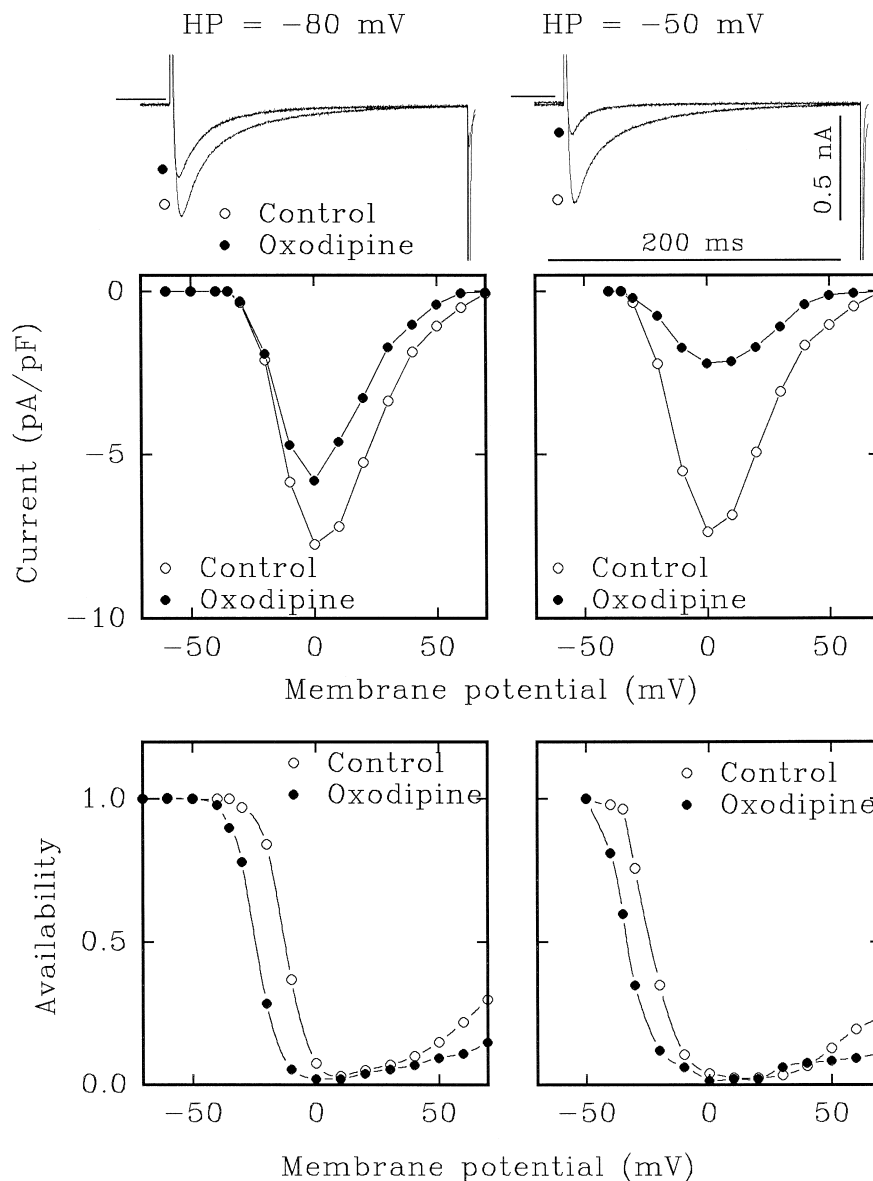 HP = −80 mV
HP = −50 mV
Control
Oxodipine
0.5 nA
200 ms
Current (pA/pF)
0
−5
−10
Control
Oxodipine
Control
Oxodipine
−50
0
50
−50
0
50
Membrane potential (mV)
Availability
1.0
0.5
0.0
Control
Oxodipine
Control
Oxodipine
−50
0
50
−50
0
50
Membrane potential (mV)